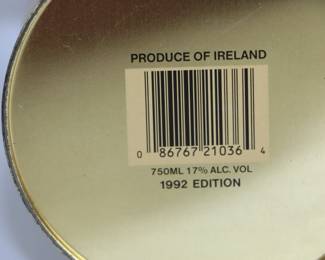 PRODUCE OF IRELAND
0 86767 21036 4
750ML 17% ALC. VOL
1992 EDITION